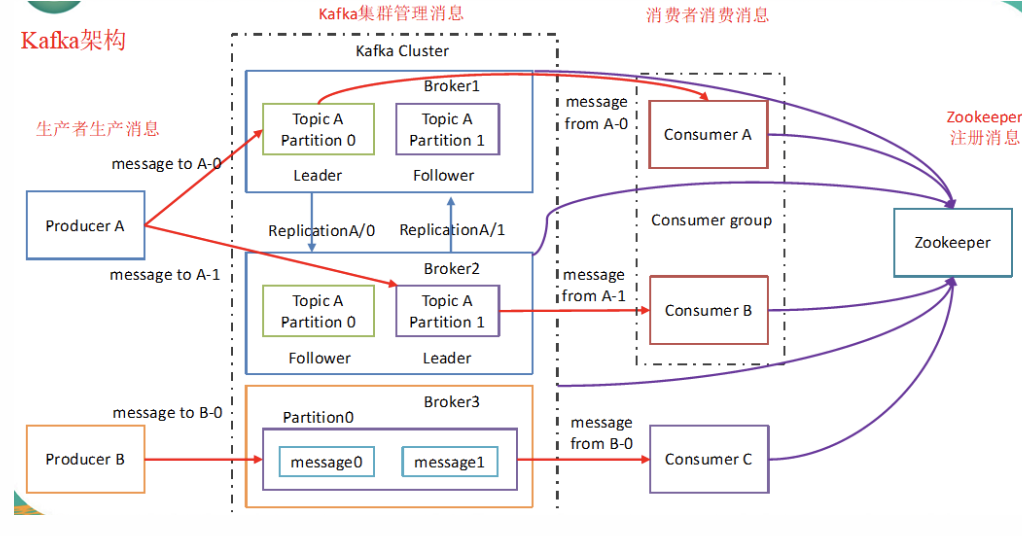 Kafka架构
Kafka集群管理消息
消费者消费消息
Kafka Cluster
生产者生产消息
Zookeeper
注册消息
Broker1
Topic A
Partition 0
Topic A
Partition 1
Leader
Follower
message
from A-0
Consumer A
message to A-0
Producer A
message to A-1
ReplicationA/0
ReplicationA/1
Consumer group
Zookeeper
Broker2
Topic A
Partition 0
Topic A
Partition 1
Follower
Leader
message
from A-1
Consumer B
message to B-0
Producer B
Broker3
Partition0
message0
message1
message
from B-0
Consumer C